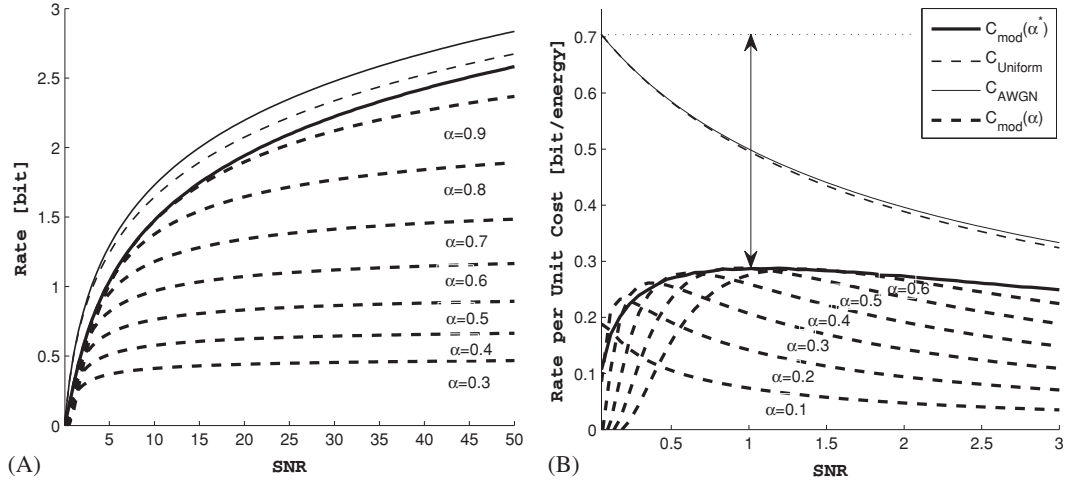 3
2.5
2
1.5
1
0.5
0
Rate [bit]
α=0.9
α=0.8
α=0.7
α=0.6
α=0.5
α=0.4
α=0.3
5 10 15 20 25 30 35 40 45 50
SNR
(A)
0.7
0.6
0.5
0.4
0.3
0.2
0.1
0
Rate per Unit Cost [bit/energy]
C_mod(α*)
C_Uniform
C_AWGN
C_mod(α)
α=0.6
α=0.5
α=0.4
α=0.3
α=0.2
α=0.1
0.5 1 1.5 2 2.5 3
SNR
(B)